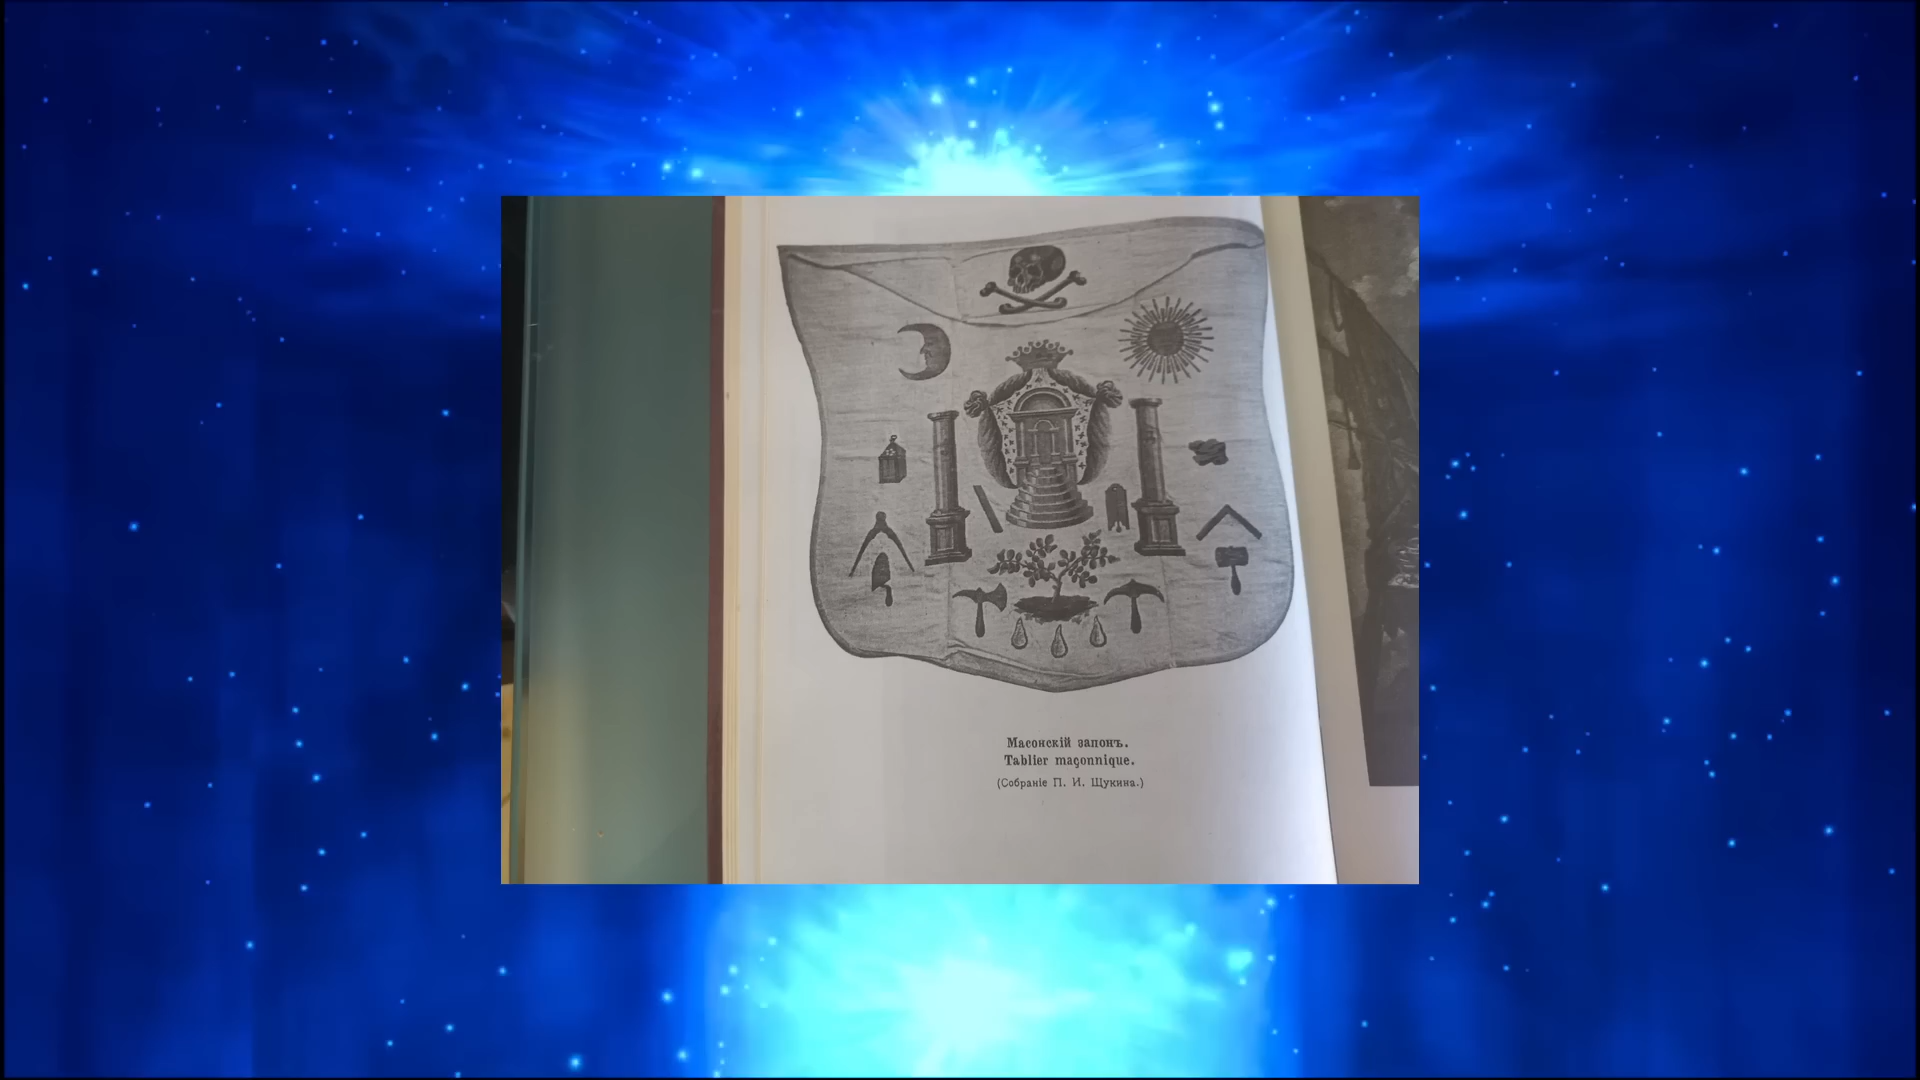 Масонскій запонъ.
Tablier maçonnique.
(Собраніе П. И. Щукина.)